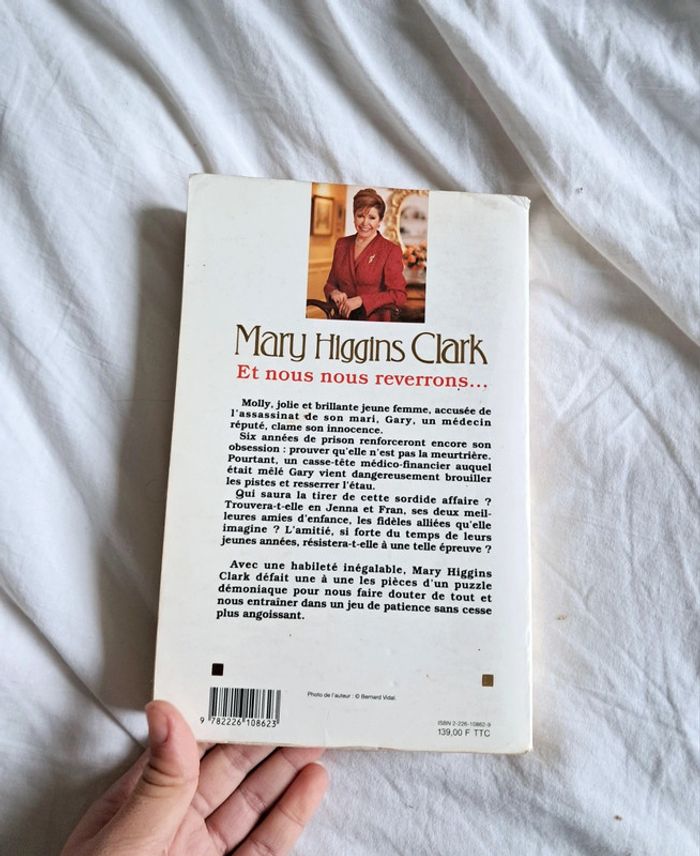 Mary Higgins Clark
Et nous nous reverrons...
Molly, jolie et brillante jeune femme, accusée de
l'assassinat de son mari, Gary, un médecin
réputé, clame son innocence.
Six années de prison renforceront encore son
obsession : prouver qu'elle n'est pas la meurtrière.
Pourtant, un casse-tête médico-financier auquel
était mêlé Gary vient dangereusement brouiller
les pistes et resserrer l'étau.
Qui saura la tirer de cette sordide affaire ?
Trouvera-t-elle en Jenna et Fran, ses deux meil-
leures amies d'enfance, les fidèles alliées qu'elle
imagine ? L'amitié, si forte du temps de leurs
jeunes années, résistera-t-elle à une telle épreuve ?
Avec une habileté inégalable, Mary Higgins
Clark défait une à une les pièces d'un puzzle
démoniaque pour nous faire douter de tout et
nous entraîner dans un jeu de patience sans cesse
plus angoissant.
Photo de l'auteur : © Bernard Vidal.
9 782226 108623
ISBN 2-226-10862-9
139,00 F TTC